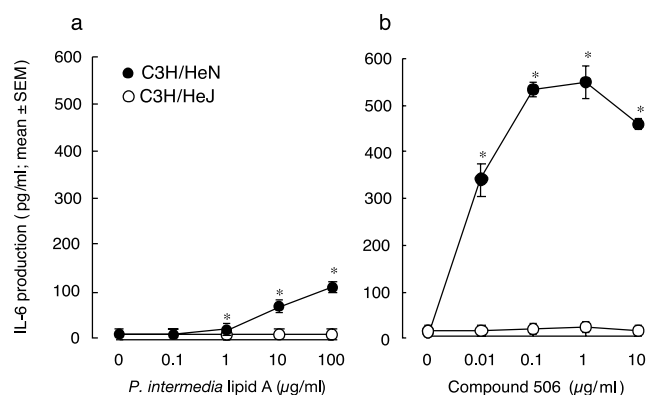 a
b
IL-6 production ( pg/ml; mean ± SEM)
600
500
400
300
200
100
0
C3H/HeN
C3H/HeJ
*
*
*
0 0.1 1 10 100
P. intermedia lipid A (μg/ml)
600
500
400
300
200
100
0
*
*
*
*
0 0.01 0.1 1 10
Compound 506 (μg/ml)